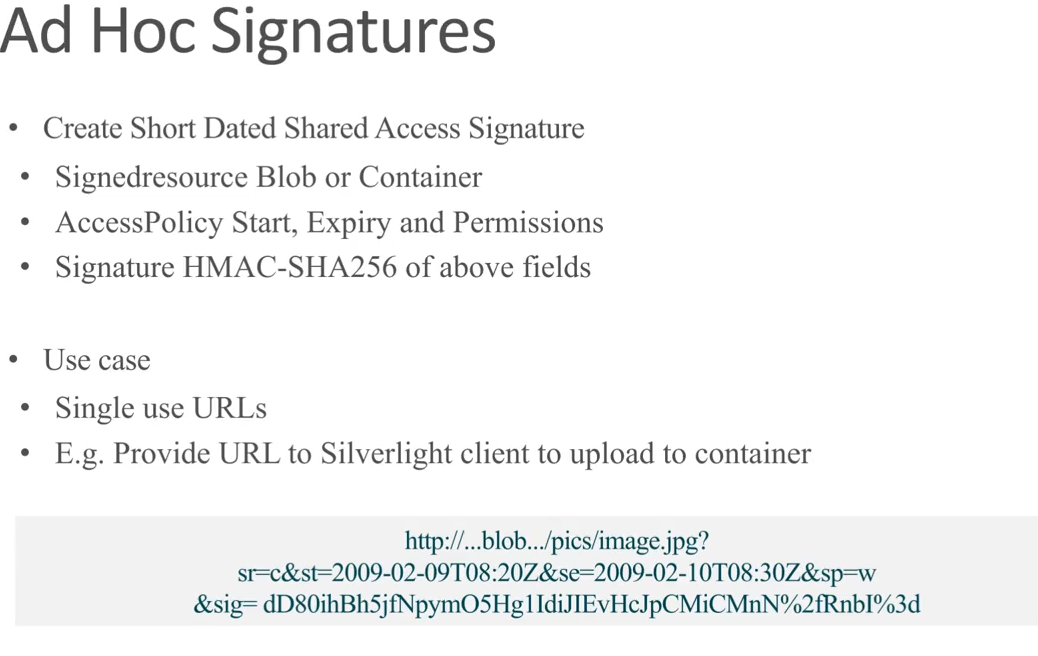 Ad Hoc Signatures
• Create Short Dated Shared Access Signature
• Signedresource Blob or Container
• AccessPolicy Start, Expiry and Permissions
• Signature HMAC-SHA256 of above fields
• Use case
• Single use URLs
• E.g. Provide URL to Silverlight client to upload to container
http://...blob.../pics/image.jpg?
sr=c&st=2009-02-09T08:20Z&se=2009-02-10T08:30Z&sp=w
&sig= dD80ihBh5jfNpymO5Hg1IdiJIEvHcJpCMiCMnN%2fRnbI%3d